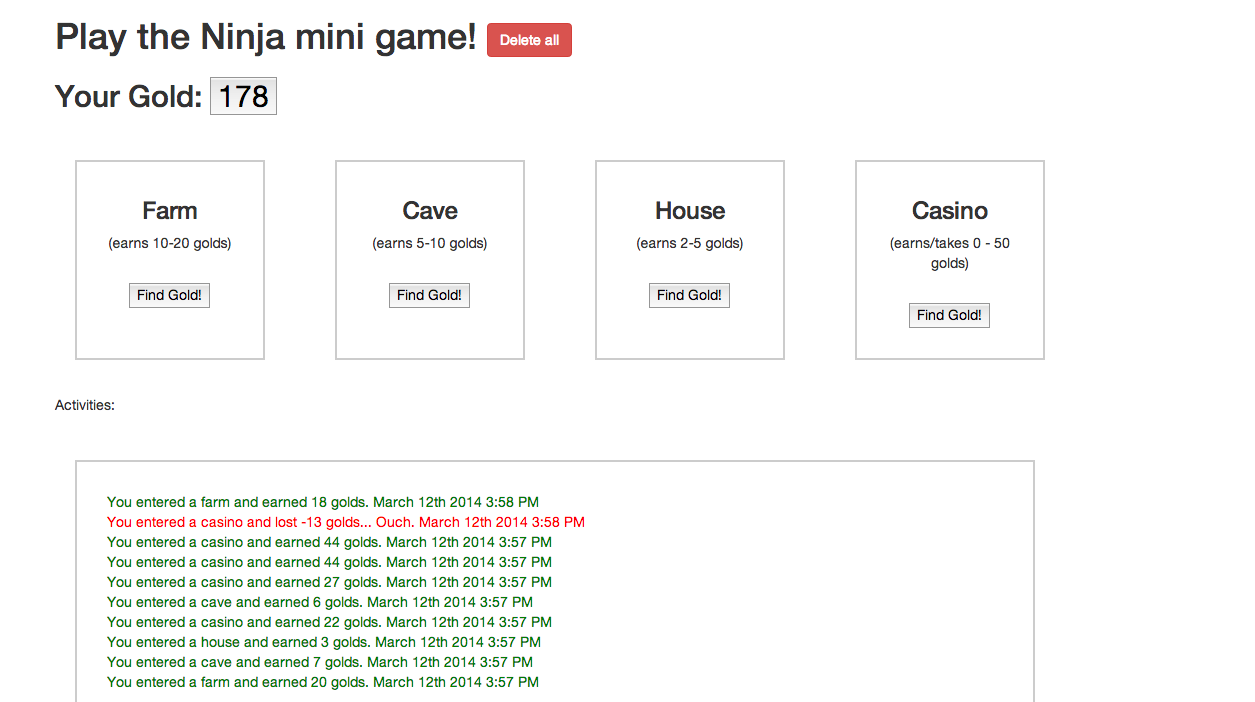 Play the Ninja mini game! Delete all
Your Gold: 178
Farm
(earns 10-20 golds)
Find Gold!
Cave
(earns 5-10 golds)
Find Gold!
House
(earns 2-5 golds)
Find Gold!
Casino
(earns/takes 0 - 50
golds)
Find Gold!
Activities:
You entered a farm and earned 18 golds. March 12th 2014 3:58 PM
You entered a casino and lost -13 golds... Ouch. March 12th 2014 3:58 PM
You entered a casino and earned 44 golds. March 12th 2014 3:57 PM
You entered a casino and earned 44 golds. March 12th 2014 3:57 PM
You entered a casino and earned 27 golds. March 12th 2014 3:57 PM
You entered a cave and earned 6 golds. March 12th 2014 3:57 PM
You entered a casino and earned 22 golds. March 12th 2014 3:57 PM
You entered a house and earned 3 golds. March 12th 2014 3:57 PM
You entered a cave and earned 7 golds. March 12th 2014 3:57 PM
You entered a farm and earned 20 golds. March 12th 2014 3:57 PM